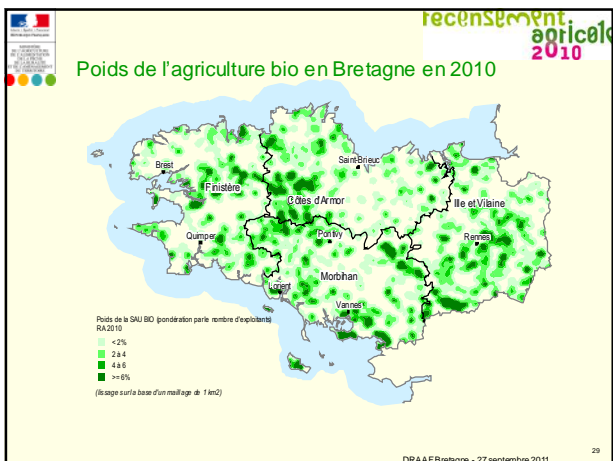 recensement
agricole
2010
Poids de l'agriculture bio en Bretagne en 2010
Brest
Saint-Brieuc
Finistère
Côtes d'Armor
Ille et Vilaine
Quimper
Pontivy
Rennes
Morbihan
Lorient
Vannes
Poids de la SAU BIO (pondération par le nombre d'exploitants)
RA 2010
< 2%
2 à 4
4 à 6
>= 6%
(lissage sur la base d'un maillage de 1 km2)
29
DRAAF Bretagne - 27 septembre 2011